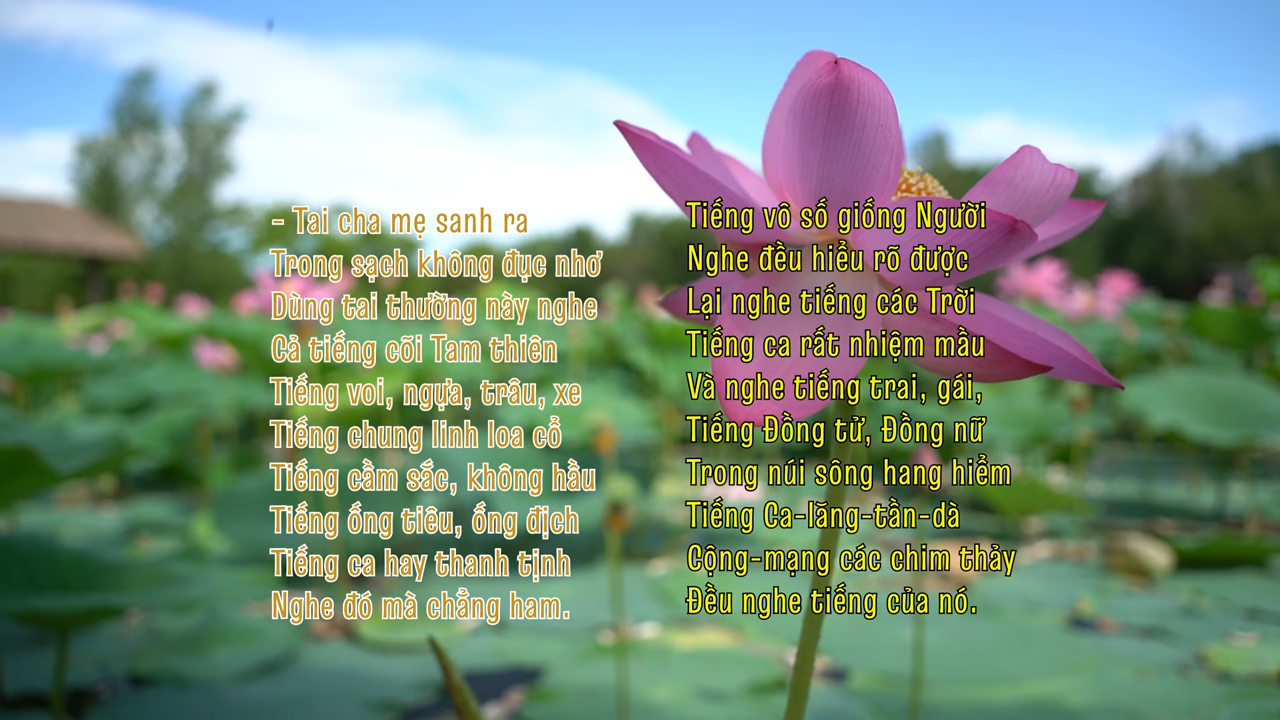 - Tai cha mẹ sanh ra
Trong sạch không đục nhơ
Dùng tai thường này nghe
Cả tiếng cõi Tam thiên
Tiếng voi, ngựa, trâu, xe
Tiếng chung linh loa cổ
Tiếng cầm sắc, không hầu
Tiếng ống tiêu, ống địch
Tiếng ca hay thanh tịnh
Nghe đó mà chẳng ham.
Tiếng vô số giống Người
Nghe đều hiểu rõ được
Lại nghe tiếng các Trời
Tiếng ca rất nhiệm mầu
Và nghe tiếng trai, gái,
Tiếng Đồng tử, Đồng nữ
Trong núi sông hang hiểm
Tiếng Ca-lăng-tần-dà
Cộng-mạng các chim thảy
Đều nghe tiếng của nó.